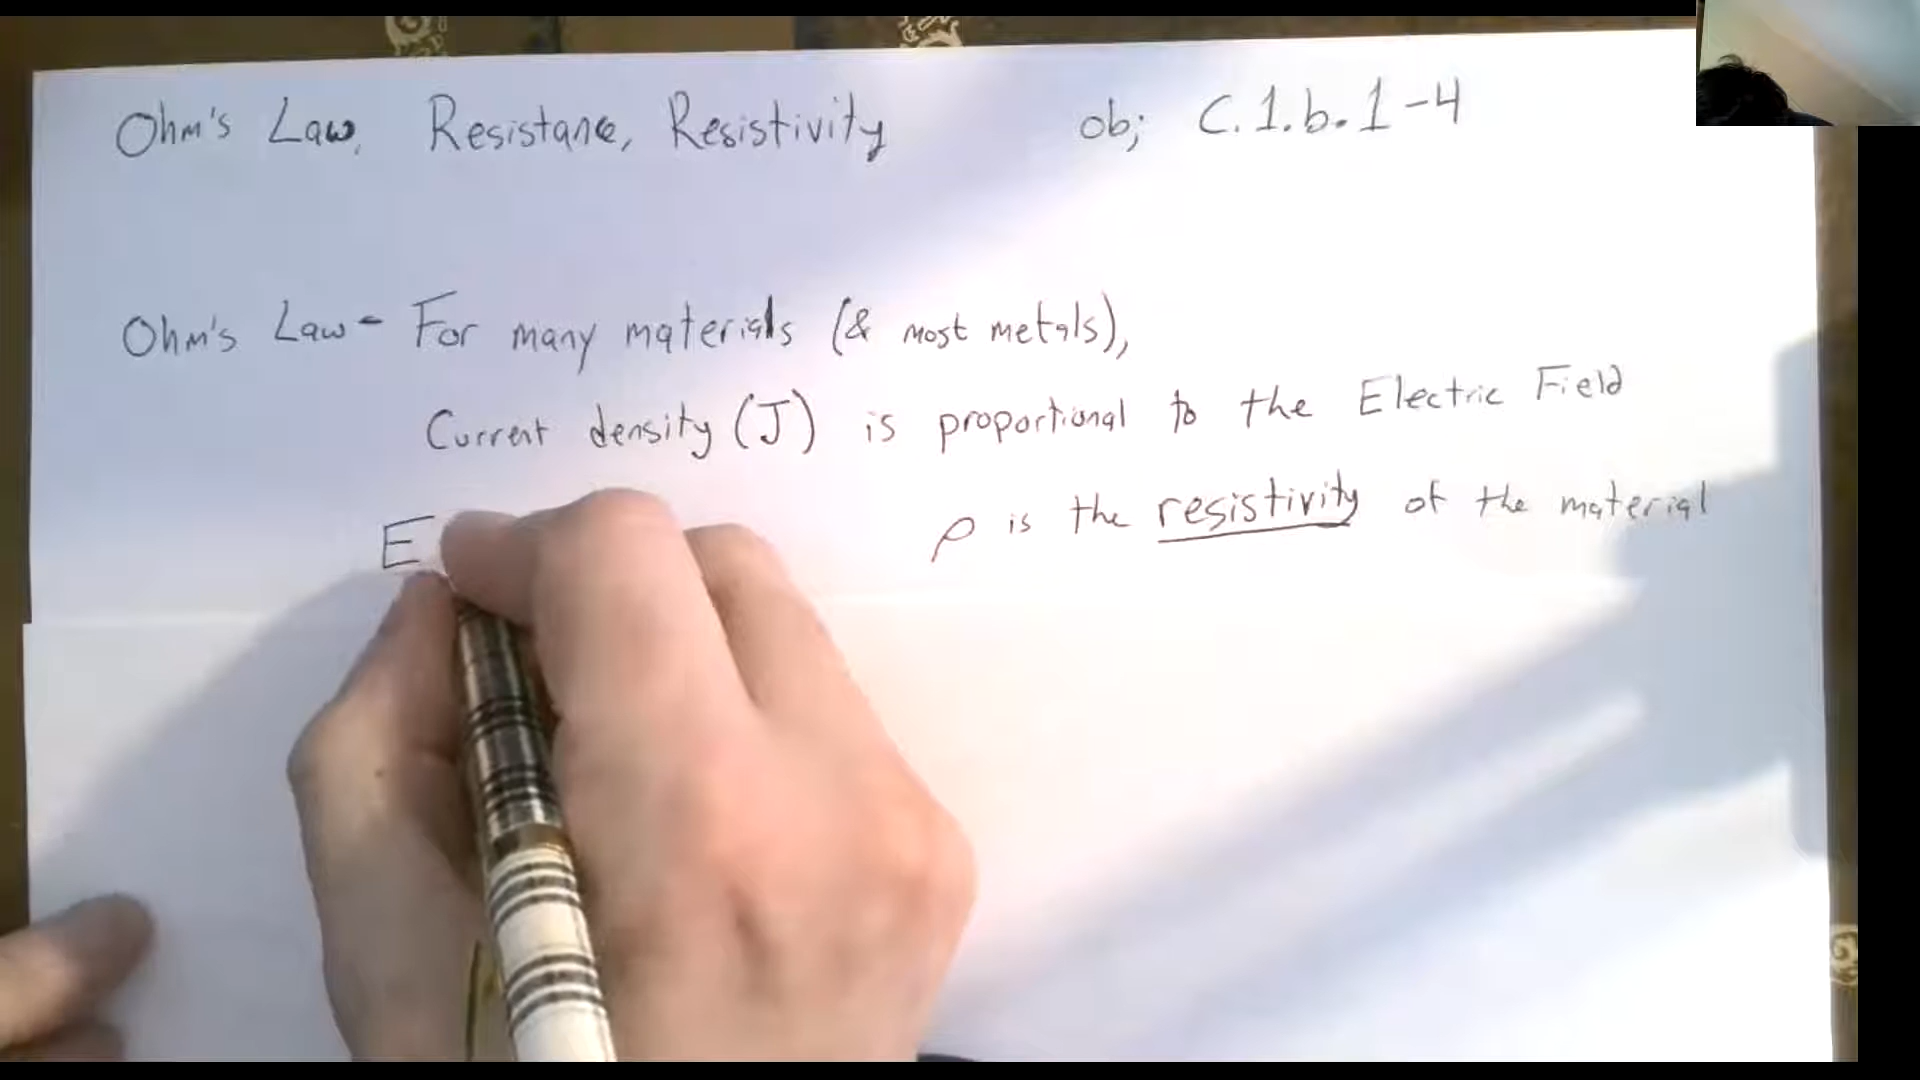 Ohm's Law, Resistance, Resistivity obj C.1.b.1-4
Ohm's Law - For many materials (& most metals),
Current density (J) is proportional to the Electric Field
E ρ is the resistivity of the material